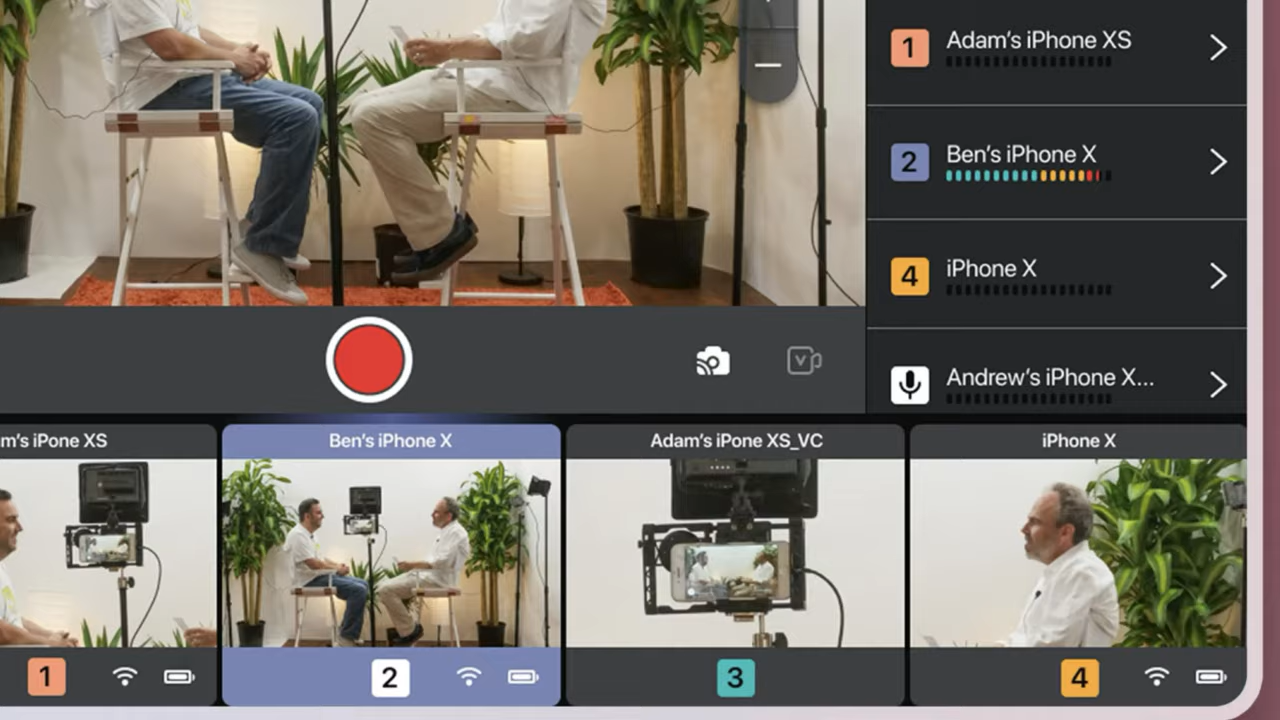 1 Adam's iPhone XS
2 Ben's iPhone X
4 iPhone X
Andrew's iPhone X...
m's iPone XS
Ben's iPhone X
Adam's iPone XS_VC
iPhone X
1
2
3
4